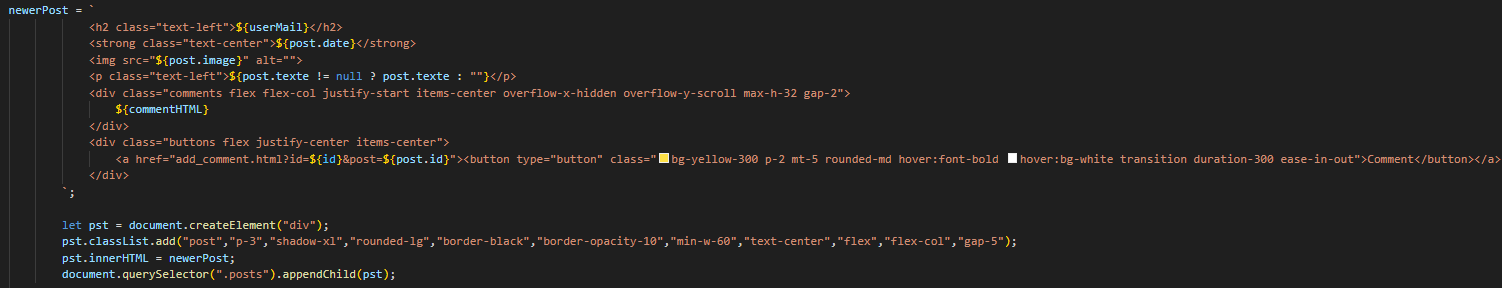 newerPost = `
<h2 class="text-left">${userMail}</h2>
<strong class="text-center">${post.date}</strong>
<img src="${post.image}" alt="">
<p class="text-left">${post.texte != null ? post.texte : ""}</p>
<div class="comments flex flex-col justify-start items-center overflow-x-hidden overflow-y-scroll max-h-32 gap-2">
${commentHTML}
</div>
<div class="buttons flex justify-center items-center">
<a href="add_comment.html?id=${id}&post=${post.id}"><button type="button" class="bg-yellow-300 p-2 mt-5 rounded-md hover:font-bold hover:bg-white transition duration-300 ease-in-out">Comment</button></a>
</div>
`;
let pst = document.createElement("div");
pst.classList.add("post","p-3","shadow-xl","rounded-lg","border-black","border-opacity-10","min-w-60","text-center","flex","flex-col","gap-5");
pst.innerHTML = newerPost;
document.querySelector(".posts").appendChild(pst);